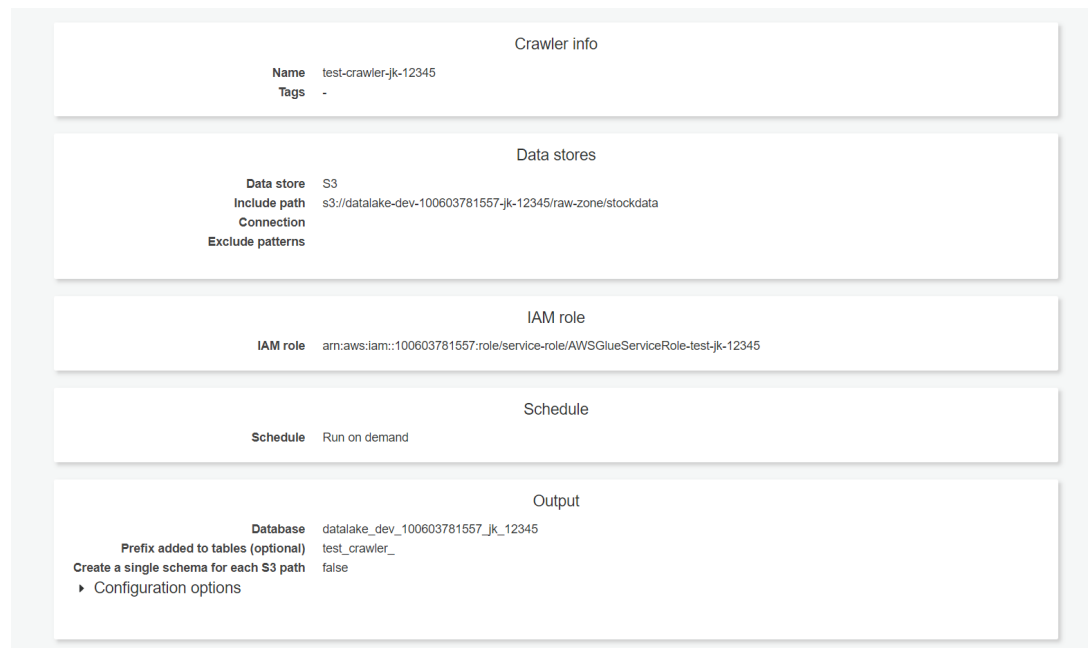 Crawler info
Name test-crawler-jk-12345
Tags -
Data stores
Data store S3
Include path s3://datalake-dev-100603781557-jk-12345/raw-zone/stockdata
Connection
Exclude patterns
IAM role
IAM role arn:aws:iam::100603781557:role/service-role/AWSGlueServiceRole-test-jk-12345
Schedule
Schedule Run on demand
Output
Database datalake_dev_100603781557_jk_12345
Prefix added to tables (optional) test_crawler_
Create a single schema for each S3 path false
Configuration options